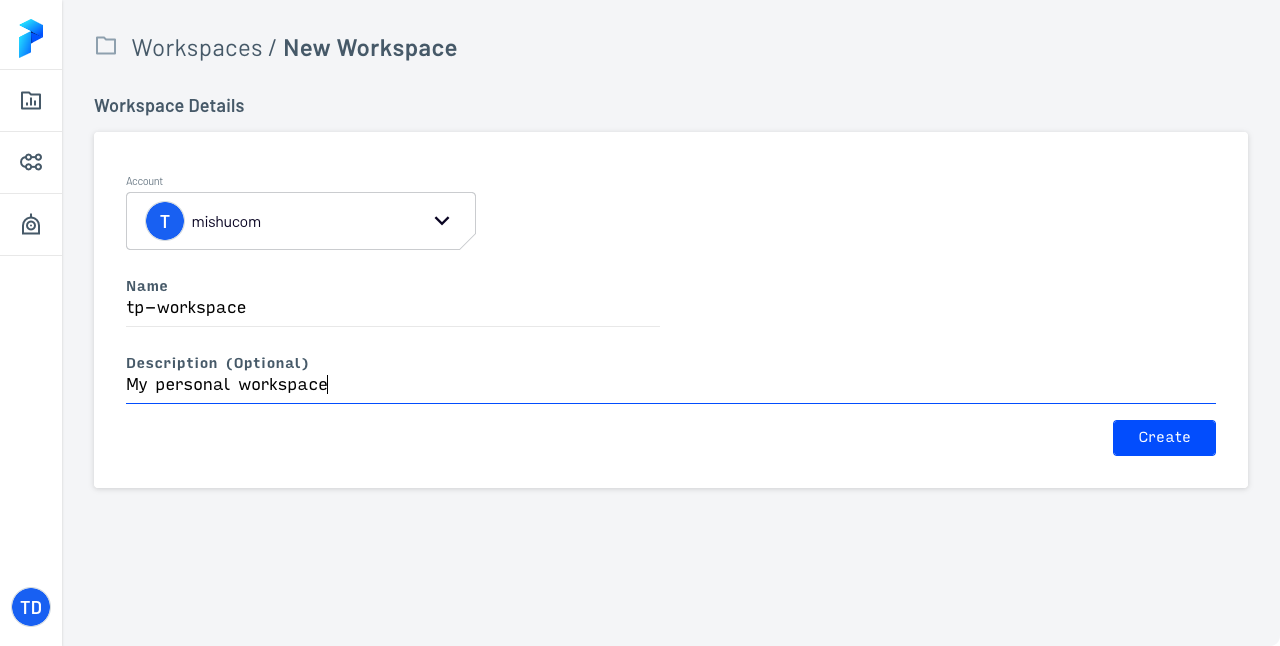 Workspaces / New Workspace
Workspace Details
Account
T mishucom
Name
tp-workspace
Description (Optional)
My personal workspace
Create
TD